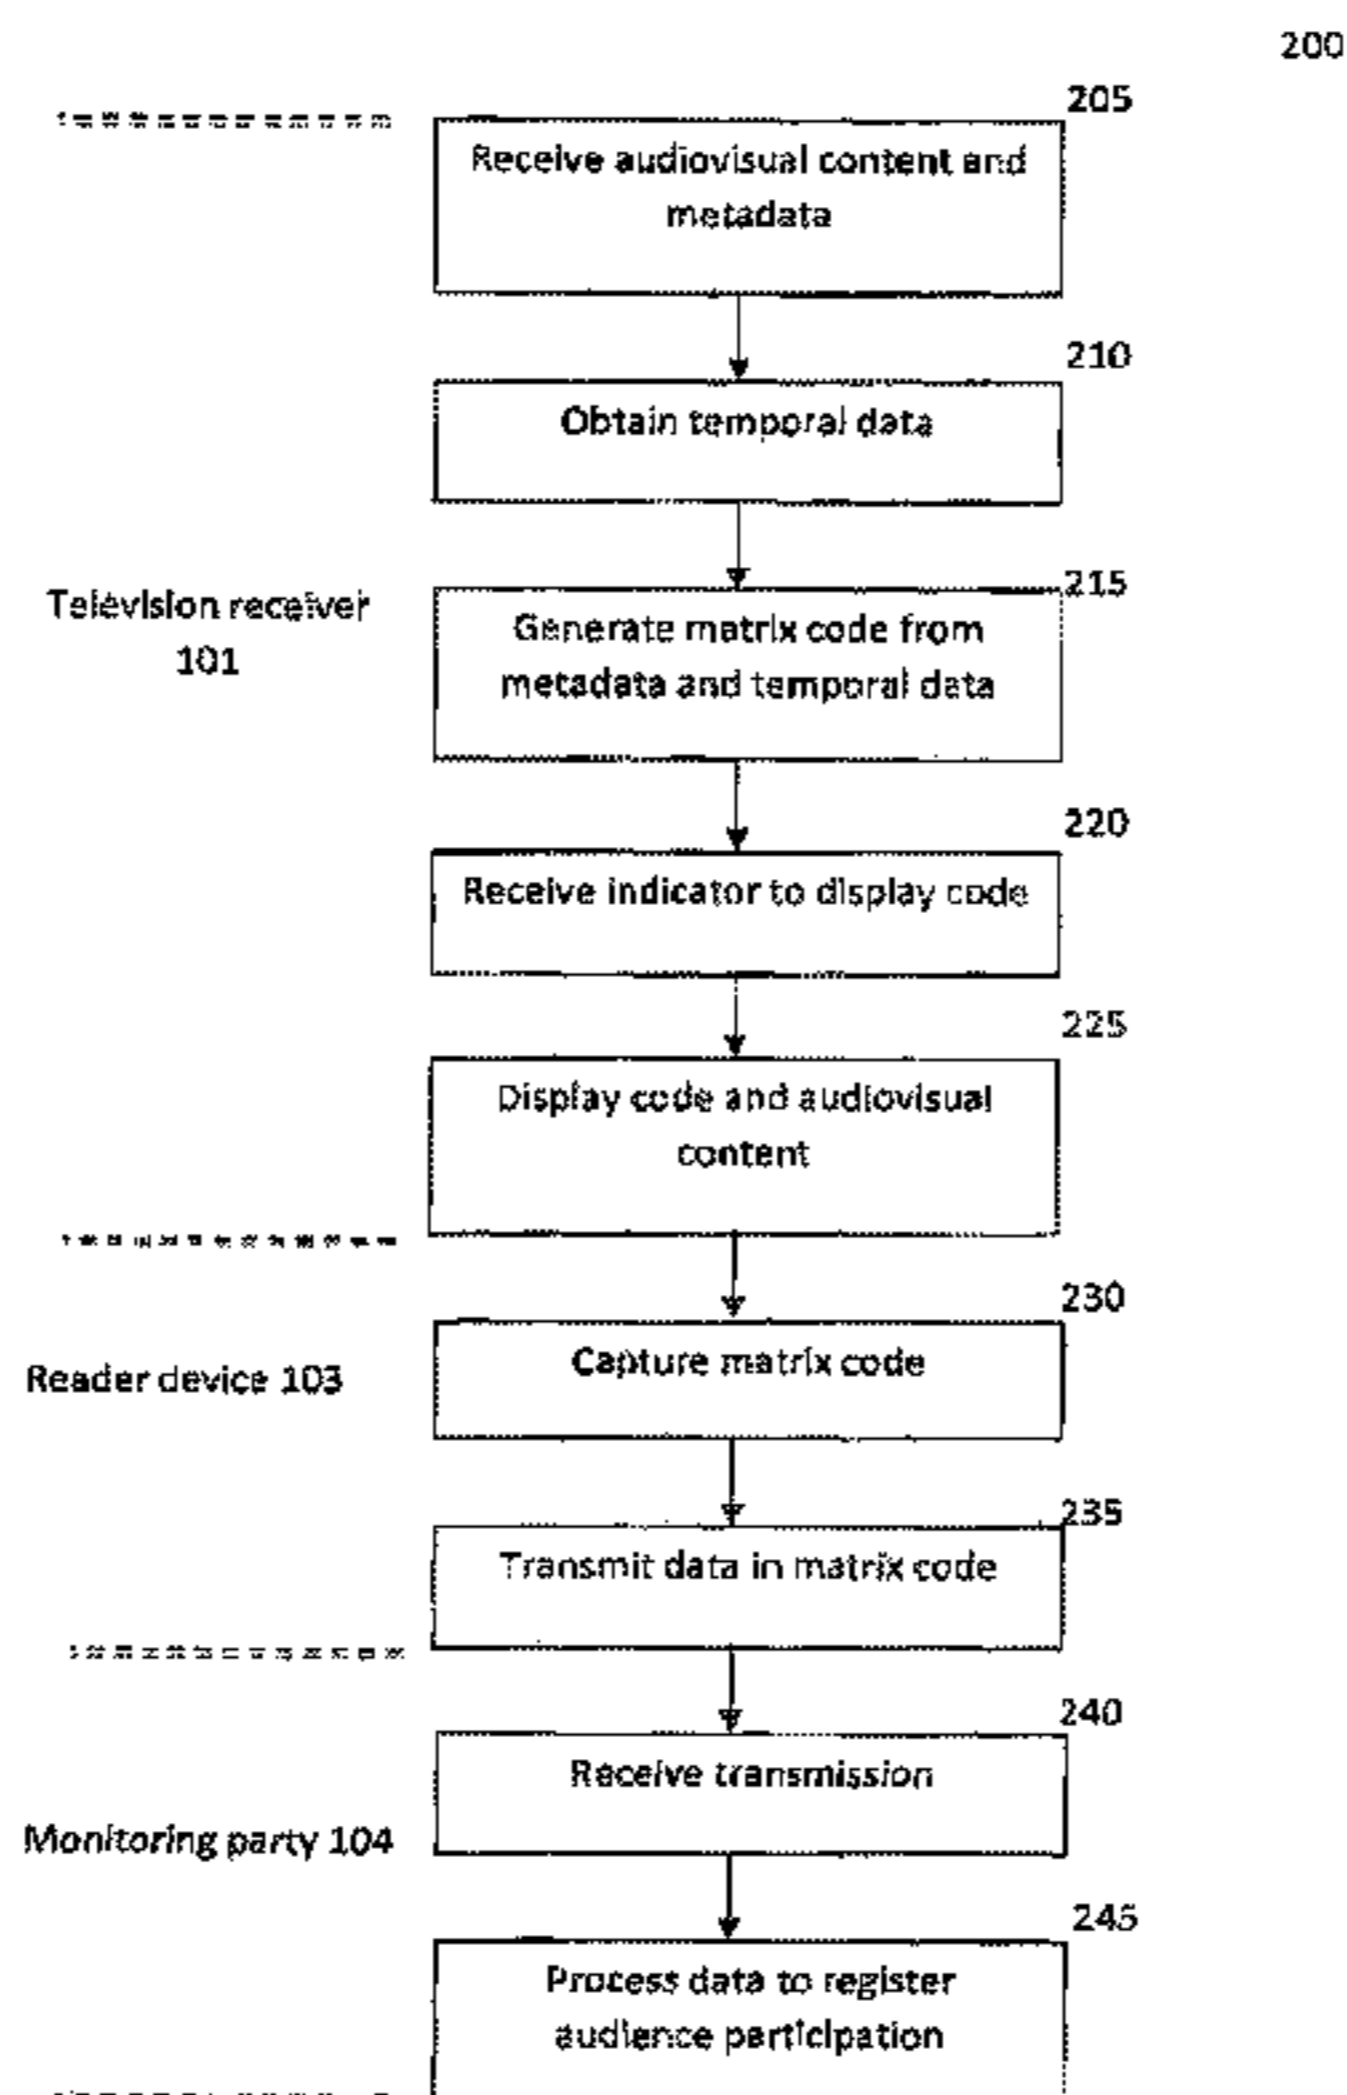 200
205
Receive audiovisual content and
metadata
210
Obtain temporal data
215
Television receiver
101
Generate matrix code from
metadata and temporal data
220
Receive indicator to display code
225
Display code and audiovisual
content
230
Reader device 103
Capture matrix code
235
Transmit data in matrix code
240
Receive transmission
Monitoring party 104
245
Process data to register
audience participation